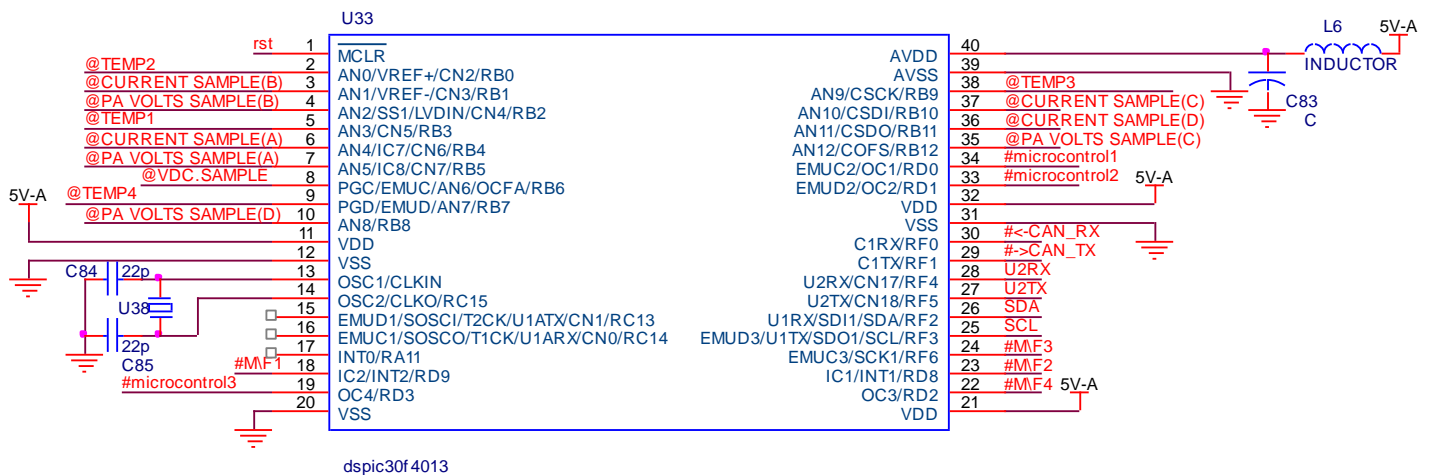 U33
rst 1 MCLR
@TEMP2 2 AN0/VREF+/CN2/RB0
@CURRENT SAMPLE(B) 3 AN1/VREF-/CN3/RB1
@PA VOLTS SAMPLE(B) 4 AN2/SS1/LVDIN/CN4/RB2
@TEMP1 5 AN3/CN5/RB3
@CURRENT SAMPLE(A) 6 AN4/IC7/CN6/RB4
@PA VOLTS SAMPLE(A) 7 AN5/IC8/CN7/RB5
@VDC.SAMPLE 8 PGC/EMUC/AN6/OCFA/RB6
5V-A
@TEMP4 9 PGD/EMUD/AN7/RB7
@PA VOLTS SAMPLE(D) 10 AN8/RB8
11 VDD
12 VSS
C84 22p 13 OSC1/CLKIN
14 OSC2/CLKO/RC15
U38
15 EMUD1/SOSCI/T2CK/U1ATX/CN1/RC13
16 EMUC1/SOSCO/T1CK/U1ARX/CN0/RC14
22p
C85
17 INT0/RA11
#M\F1 18 IC2/INT2/RD9
#microcontrol3 19 OC4/RD3
20 VSS
AVDD 40
L6
INDUCTOR
5V-A
AVSS 39
C83
C
AN9/CSCK/RB9 38 @TEMP3
AN10/CSDI/RB10 37 @CURRENT SAMPLE(C)
AN11/CSDO/RB11 36 @CURRENT SAMPLE(D)
AN12/COFS/RB12 35 @PA VOLTS SAMPLE(C)
EMUC2/OC1/RD0 34 #microcontrol1
EMUD2/OC2/RD1 33 #microcontrol2
5V-A
VDD 32
VSS 31
C1RX/RF0 30 #<-CAN_RX
C1TX/RF1 29 #->CAN_TX
U2RX/CN17/RF4 28 U2RX
U2TX/CN18/RF5 27 U2TX
U1RX/SDI1/SDA/RF2 26 SDA
EMUD3/U1TX/SDO1/SCL/RF3 25 SCL
EMUC3/SCK1/RF6 24 #M\F3
IC1/INT1/RD8 23 #M\F2
OC3/RD2 22 #M\F4
5V-A
VDD 21
dspic30f4013